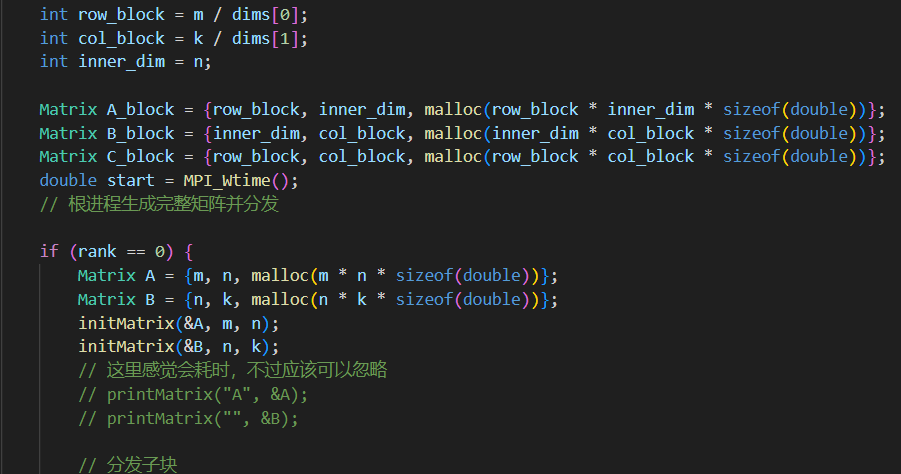 int row_block = m / dims[0];
int col_block = k / dims[1];
int inner_dim = n;
Matrix A_block = {row_block, inner_dim, malloc(row_block * inner_dim * sizeof(double))};
Matrix B_block = {inner_dim, col_block, malloc(inner_dim * col_block * sizeof(double))};
Matrix C_block = {row_block, col_block, malloc(row_block * col_block * sizeof(double))};
double start = MPI_Wtime();
// 根进程生成完整矩阵并分发
if (rank == 0) {
Matrix A = {m, n, malloc(m * n * sizeof(double))};
Matrix B = {n, k, malloc(n * k * sizeof(double))};
initMatrix(&A, m, n);
initMatrix(&B, n, k);
// 这里感觉会耗时，不过应该可以忽略
// printMatrix("A", &A);
// printMatrix("", &B);
// 分发子块